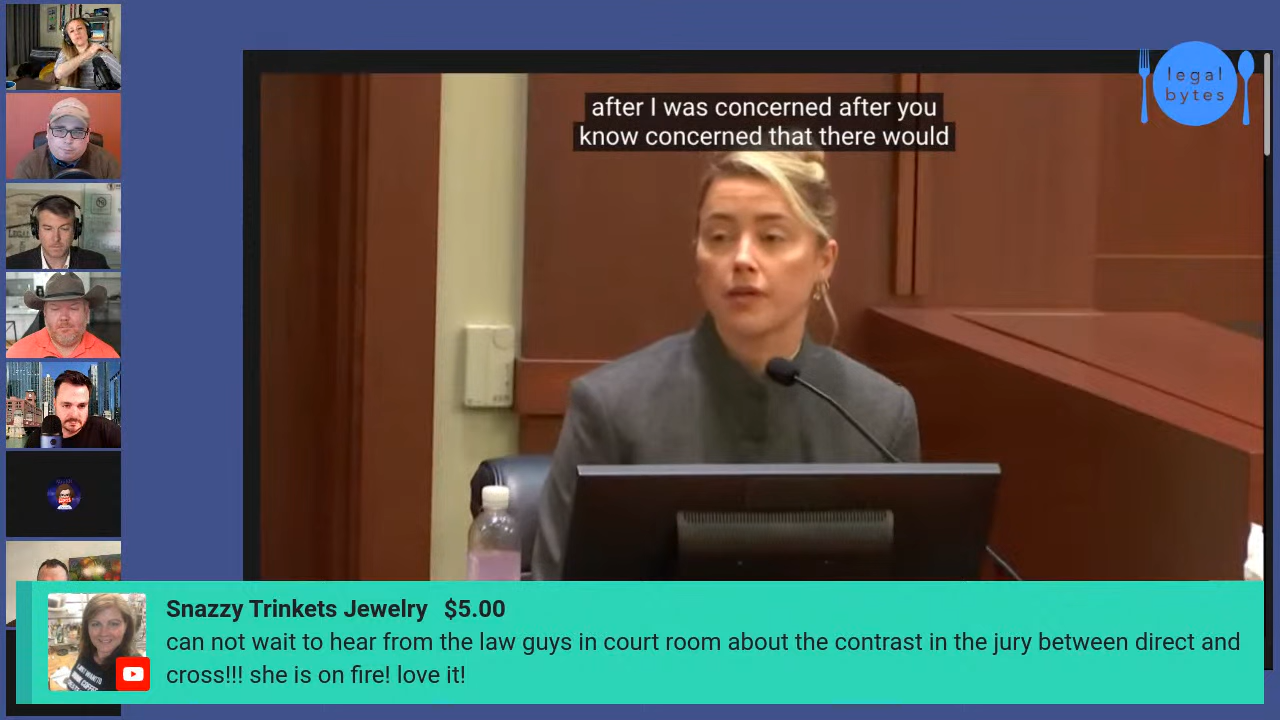 after I was concerned after you
know concerned that there would
legal
bytes
Snazzy Trinkets Jewelry $5.00
can not wait to hear from the law guys in court room about the contrast in the jury between direct and
cross!!! she is on fire! love it!